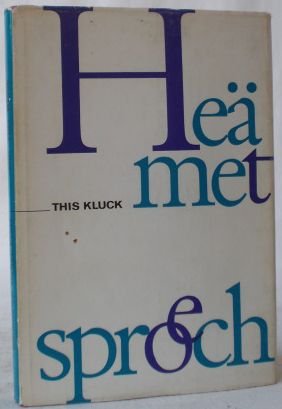 Heä
met
THIS KLUCK
sproech